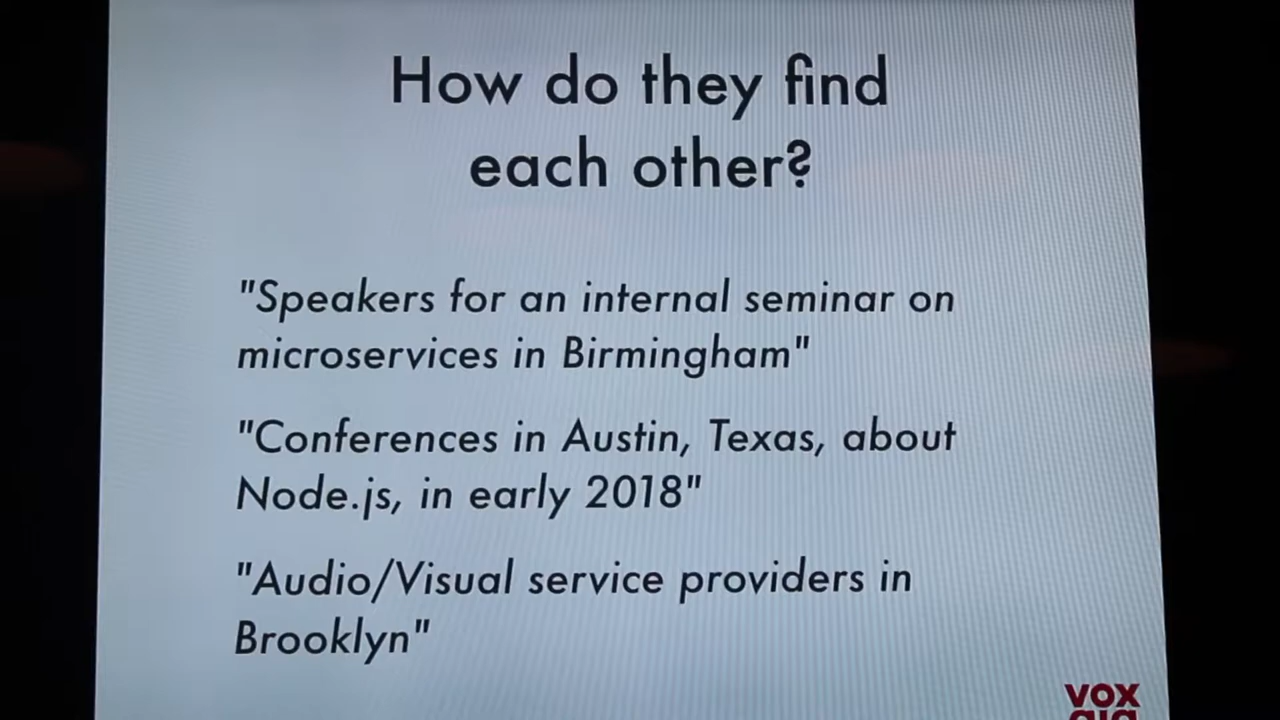 How do they find
each other?
"Speakers for an internal seminar on
microservices in Birmingham"
"Conferences in Austin, Texas, about
Node.js, in early 2018"
"Audio/Visual service providers in
Brooklyn"
vox